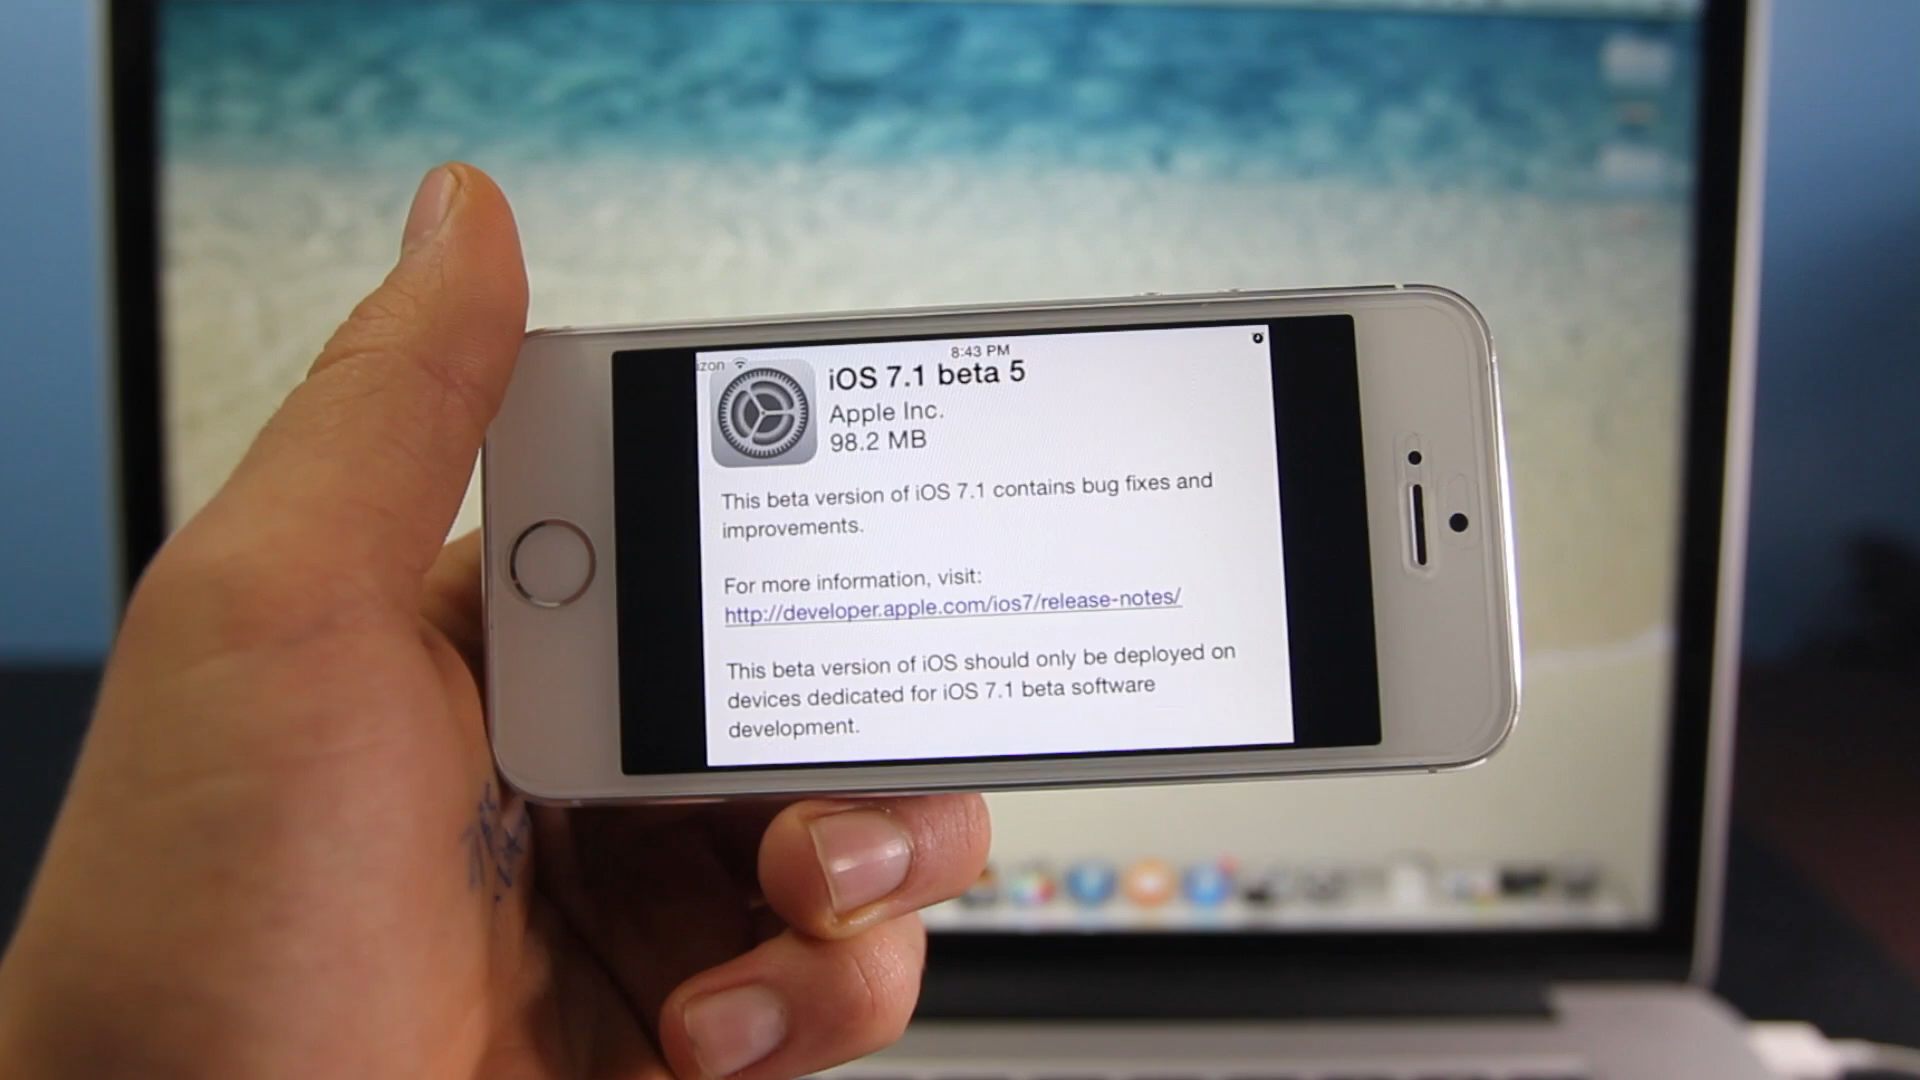 izon 8:43 PM
iOS 7.1 beta 5
Apple Inc.
98.2 MB
This beta version of iOS 7.1 contains bug fixes and
improvements.
For more information, visit:
http://developer.apple.com/ios7/release-notes/
This beta version of iOS should only be deployed on
devices dedicated for iOS 7.1 beta software
development.